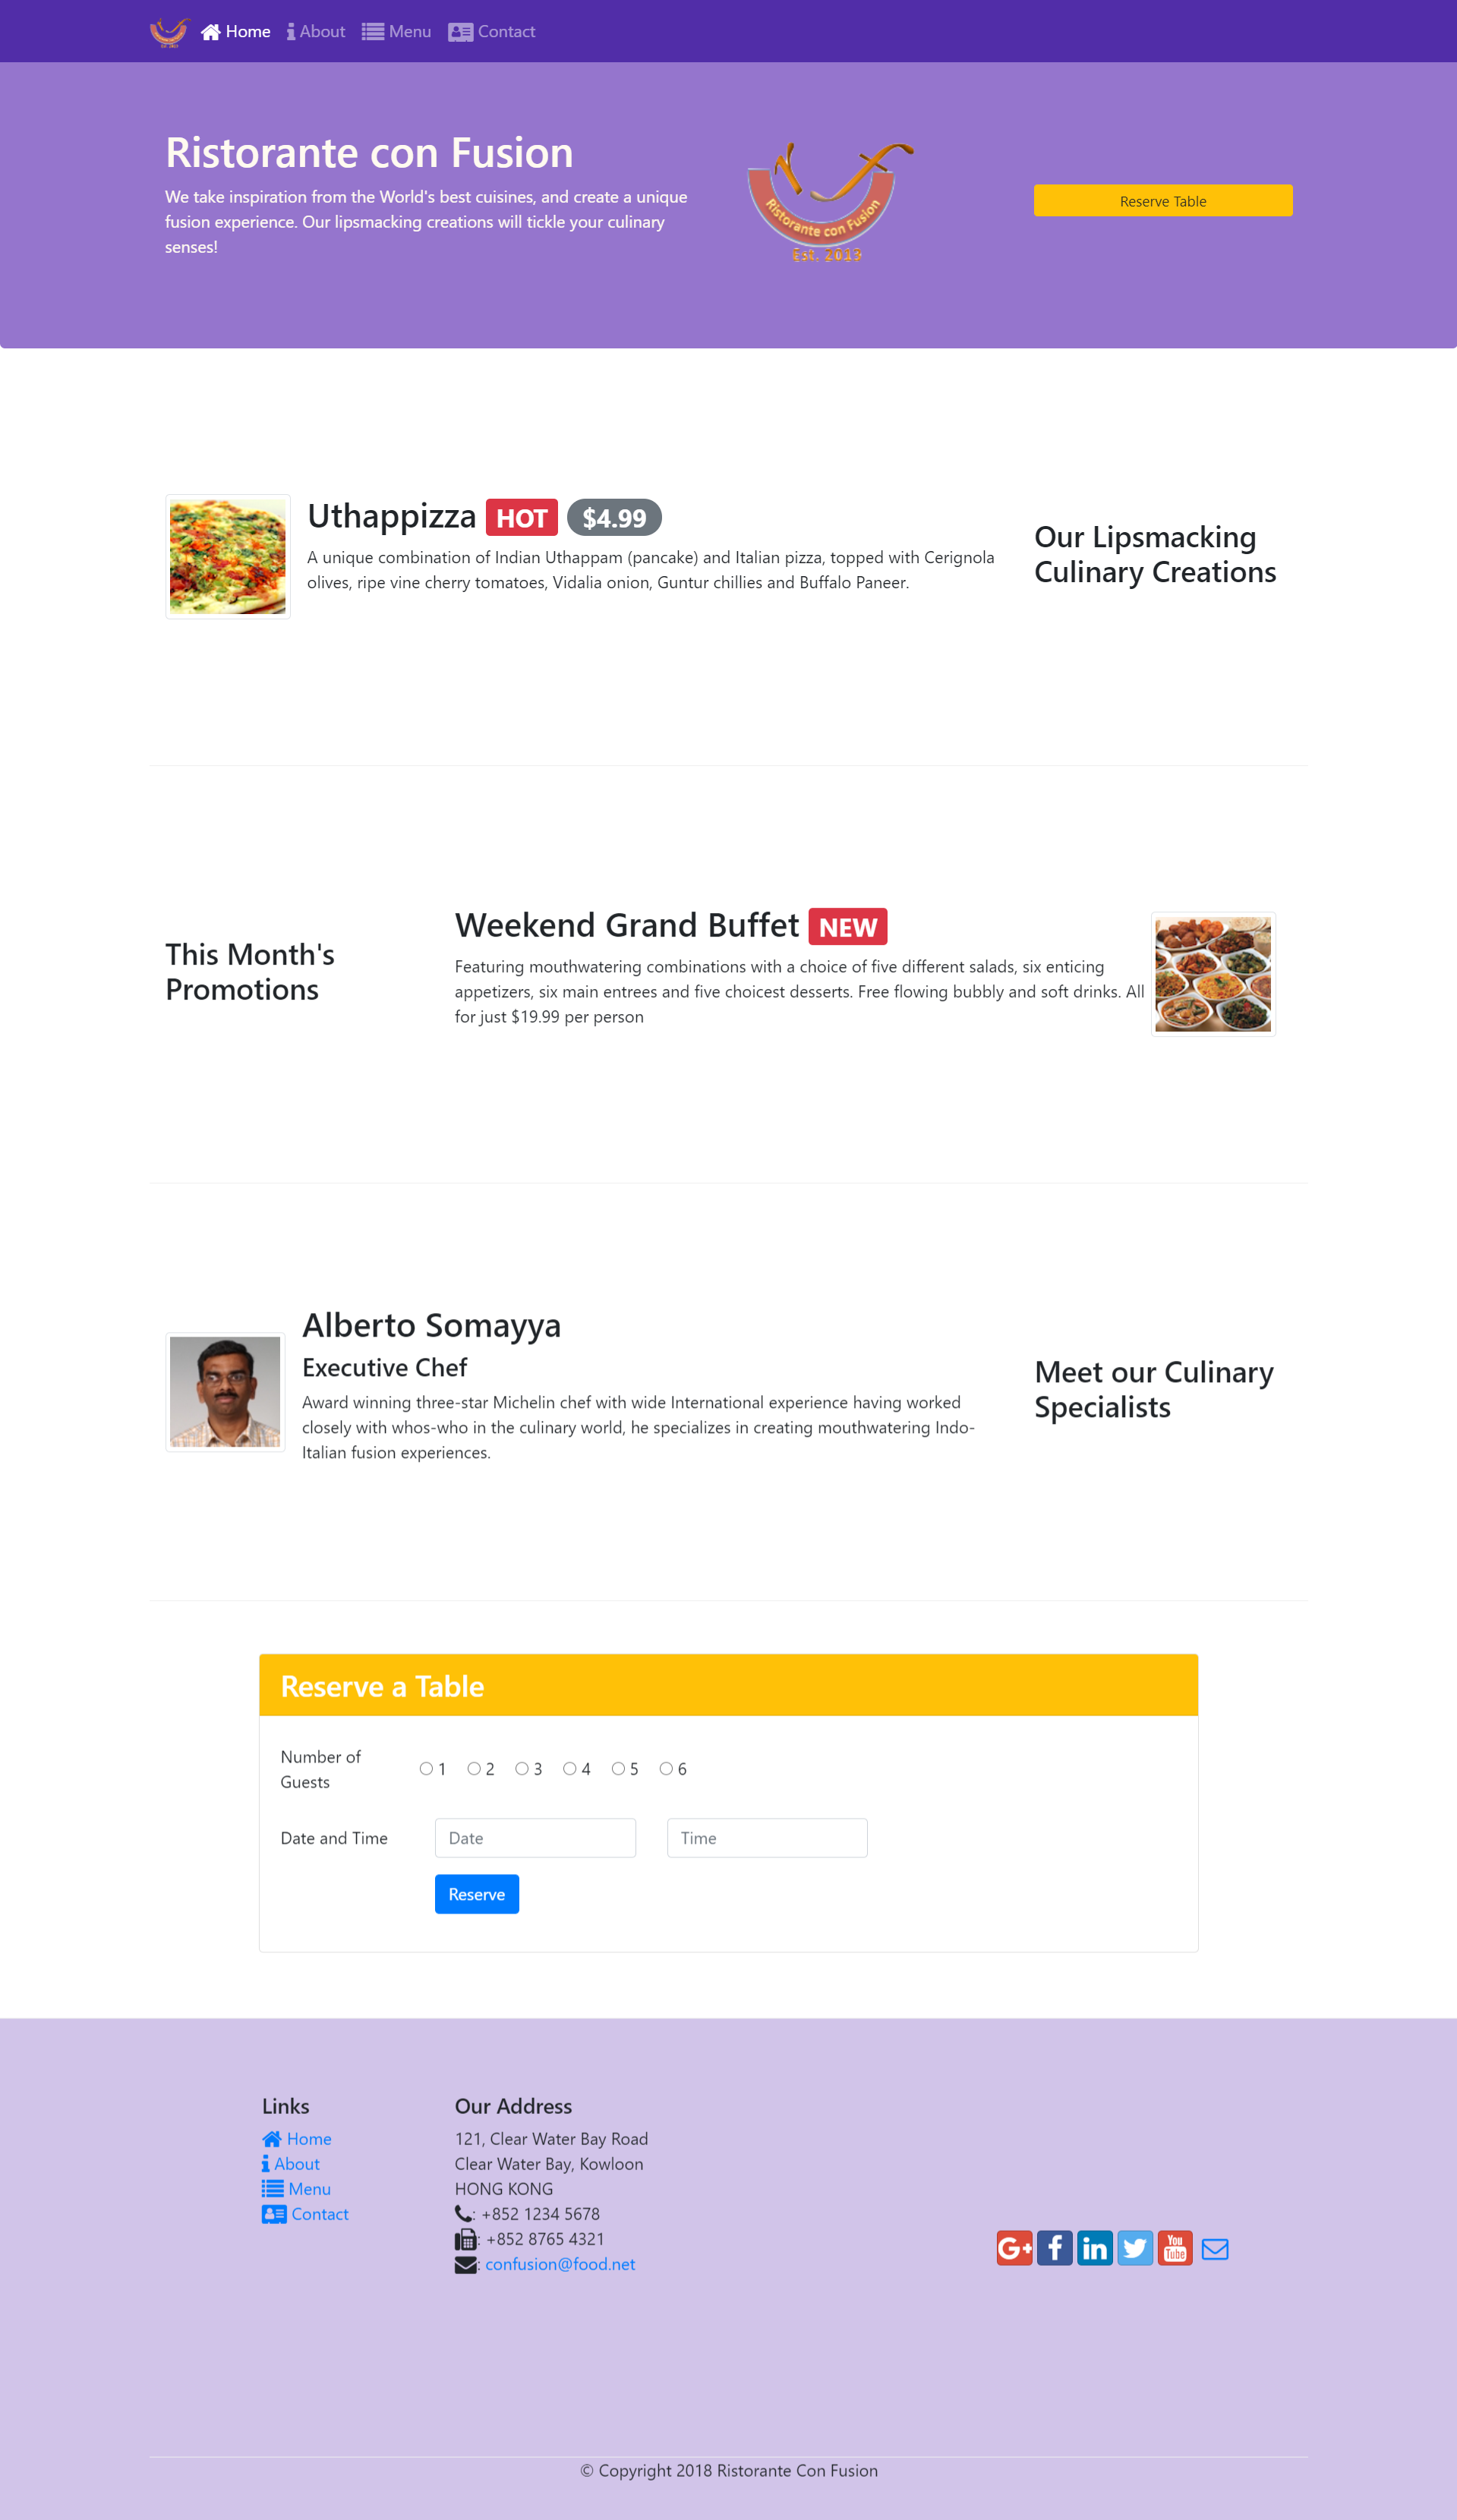 Home About Menu Contact
Ristorante con Fusion
We take inspiration from the World's best cuisines, and create a unique
fusion experience. Our lipsmacking creations will tickle your culinary
senses!
Ristorante con Fusion
Est. 2013
Reserve Table
Uthappizza HOT $4.99
A unique combination of Indian Uthappam (pancake) and Italian pizza, topped with Cerignola
olives, ripe vine cherry tomatoes, Vidalia onion, Guntur chillies and Buffalo Paneer.
Our Lipsmacking
Culinary Creations
This Month's
Promotions
Weekend Grand Buffet NEW
Featuring mouthwatering combinations with a choice of five different salads, six enticing
appetizers, six main entrees and five choicest desserts. Free flowing bubbly and soft drinks. All
for just $19.99 per person
Alberto Somayya
Executive Chef
Award winning three-star Michelin chef with wide International experience having worked
closely with whos-who in the culinary world, he specializes in creating mouthwatering Indo-
Italian fusion experiences.
Meet our Culinary
Specialists
Reserve a Table
Number of
Guests
1 2 3 4 5 6
Date and Time
Date
Time
Reserve
Links
Home
About
Menu
Contact
Our Address
121, Clear Water Bay Road
Clear Water Bay, Kowloon
HONG KONG
: +852 1234 5678
: +852 8765 4321
: confusion@food.net
G+ f in You Tube
© Copyright 2018 Ristorante Con Fusion